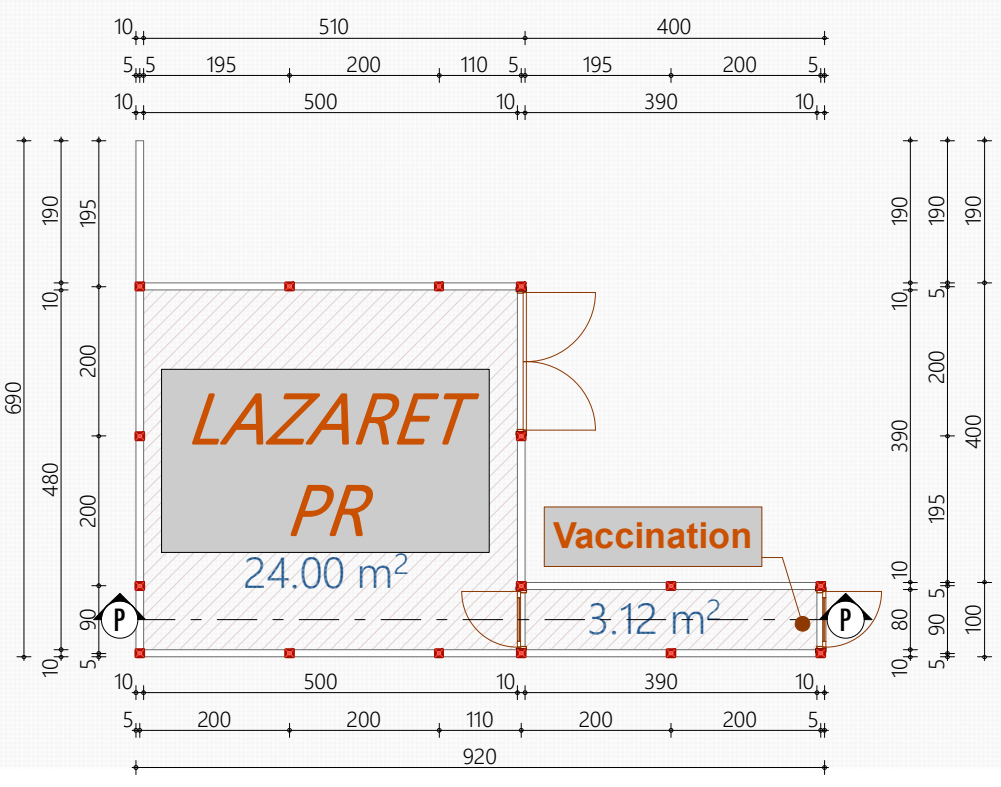 10 510 400
5 5 195 200 110 5 195 200 5
10 500 10 390 10
690
190 10 480 10
195 200 200 90 5
190 10 390 10 80 10
190 5 200 195 5 90 5
190 400 100
LAZARET
PR
24.00 m²
Vaccination
3.12 m²
P P
10 500 10 390 10
5 200 200 110 200 200 5
920